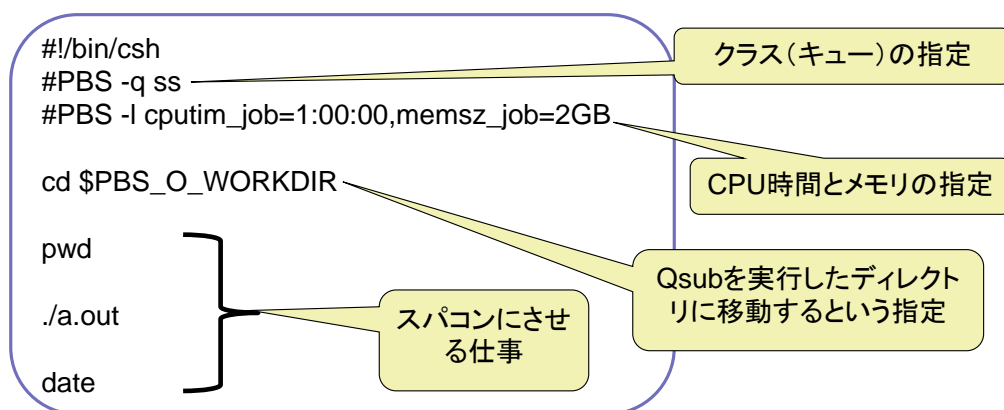 #!/bin/csh
#PBS -q ss
#PBS -l cputim_job=1:00:00,memsz_job=2GB
cd $PBS_O_WORKDIR
pwd
./a.out
date
クラス(キュー)の指定
CPU時間とメモリの指定
Qsubを実行したディレクト
リに移動するという指定
スパコンにさせ
る仕事